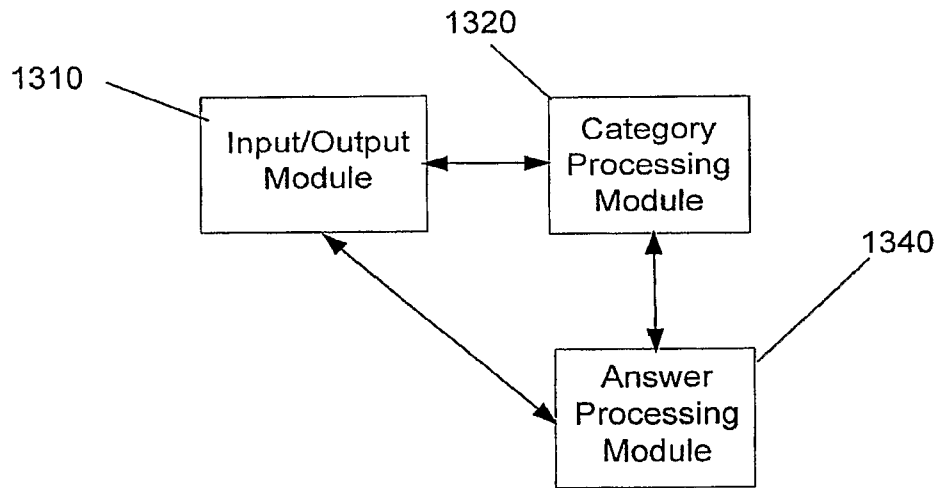 1320
1310
Input/Output
Module
Category
Processing
Module
1340
Answer
Processing
Module